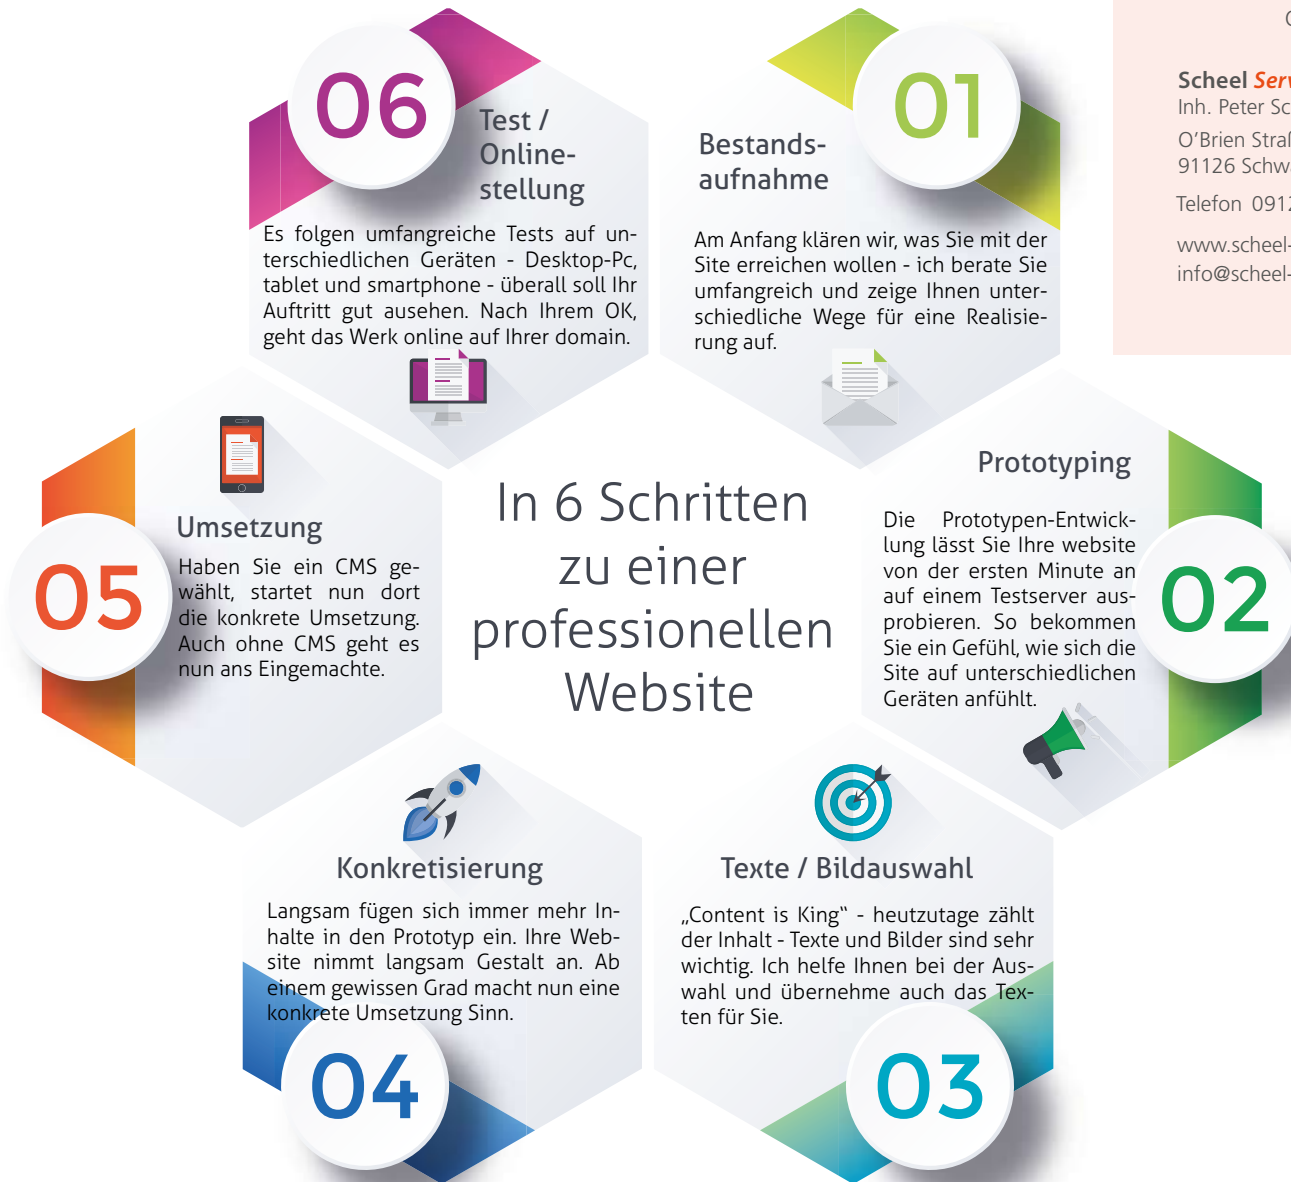 In 6 Schritten
zu einer
professionellen
Website
01
Bestands-
aufnahme
Am Anfang klären wir, was Sie mit der
Site erreichen wollen - ich berate Sie
umfangreich und zeige Ihnen unter-
schiedliche Wege für eine Realisie-
rung auf.
02
Prototyping
Die Prototypen-Entwick-
lung lässt Sie Ihre website
von der ersten Minute an
auf einem Testserver aus-
probieren. So bekommen
Sie ein Gefühl, wie sich die
Site auf unterschiedlichen
Geräten anfühlt.
03
Texte / Bildauswahl
„Content is King“ - heutzutage zählt
der Inhalt - Texte und Bilder sind sehr
wichtig. Ich helfe Ihnen bei der Aus-
wahl und übernehme auch das Tex-
ten für Sie.
04
Konkretisierung
Langsam fügen sich immer mehr In-
halte in den Prototyp ein. Ihre Web-
site nimmt langsam Gestalt an. Ab
einem gewissen Grad macht nun eine
konkrete Umsetzung Sinn.
05
Umsetzung
Haben Sie ein CMS ge-
wählt, startet nun dort
die konkrete Umsetzung.
Auch ohne CMS geht es
nun ans Eingemachte.
06
Test /
Online-
stellung
Es folgen umfangreiche Tests auf un-
terschiedlichen Geräten - Desktop-Pc,
tablet und smartphone - überall soll Ihr
Auftritt gut ausehen. Nach Ihrem OK,
geht das Werk online auf Ihrer domain.
Scheel Serv
Inh. Peter Sc
O’Brien Straß
91126 Schwa
Telefon 0912
www.scheel-
info@scheel-